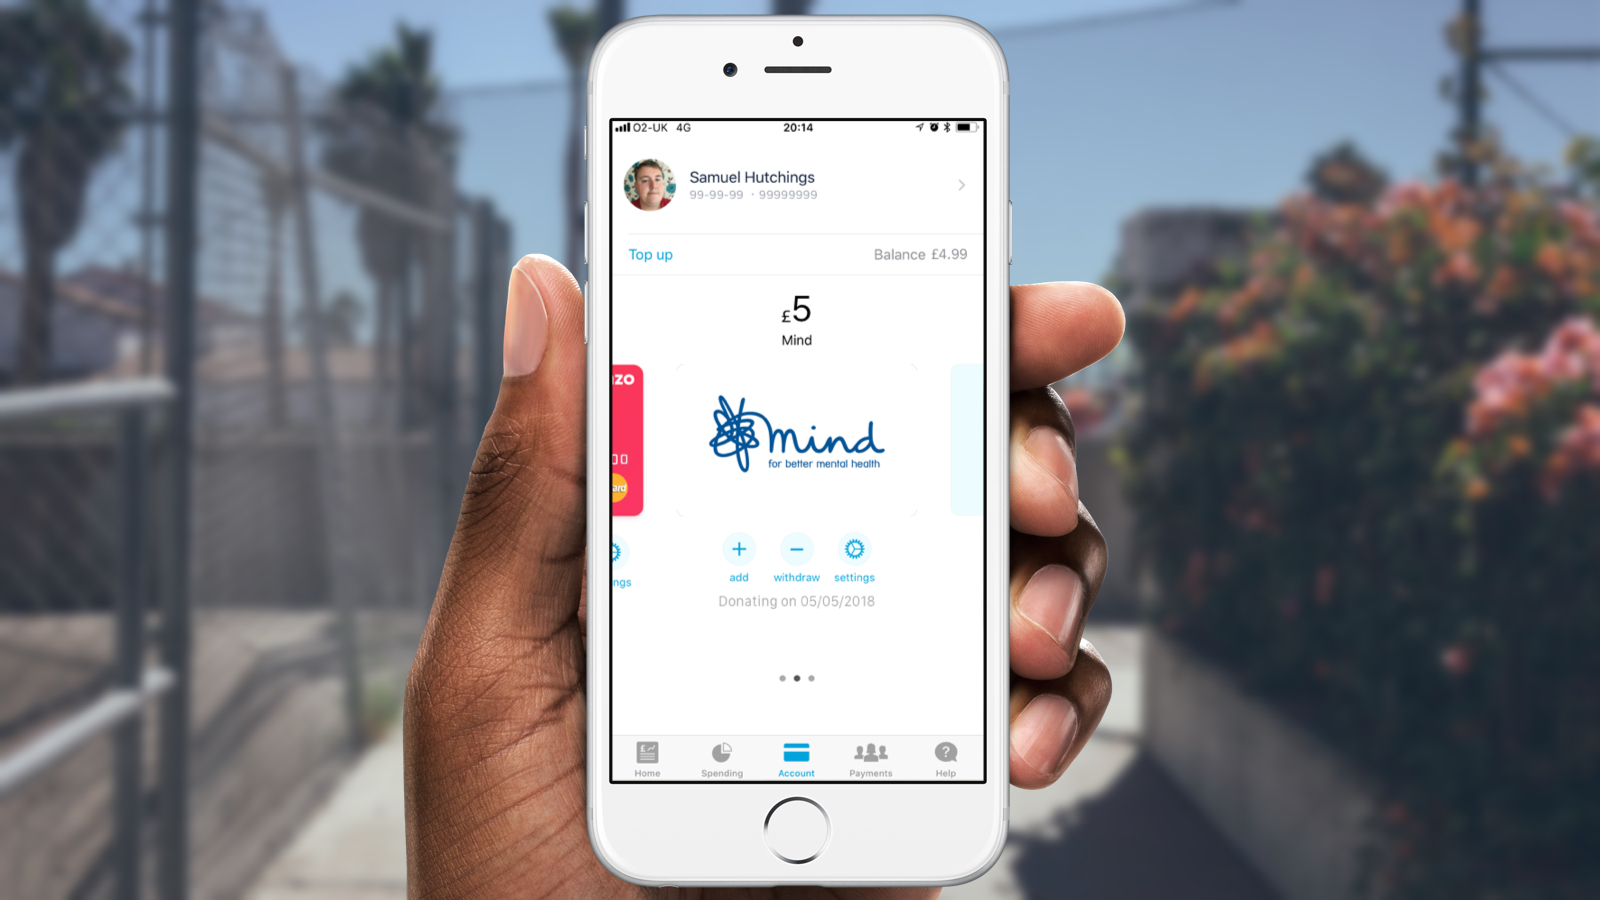 O2-UK 4G 20:14
Samuel Hutchings
99-99-99 · 99999999
Top up Balance £4.99
£5
Mind
zo
mind
for better mental health
00
ard
add withdraw settings
ngs
Donating on 05/05/2018
Home Spending Account Payments Help